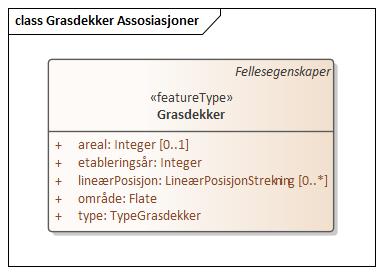 class Grasdekker Assosiasjoner
Fellesegenskaper
«featureType»
Grasdekker
+ areal: Integer [0..1]
+ etableringsår: Integer
+ lineærPosisjon: LineærPosisjonStrekning [0..*]
+ område: Flate
+ type: TypeGrasdekker